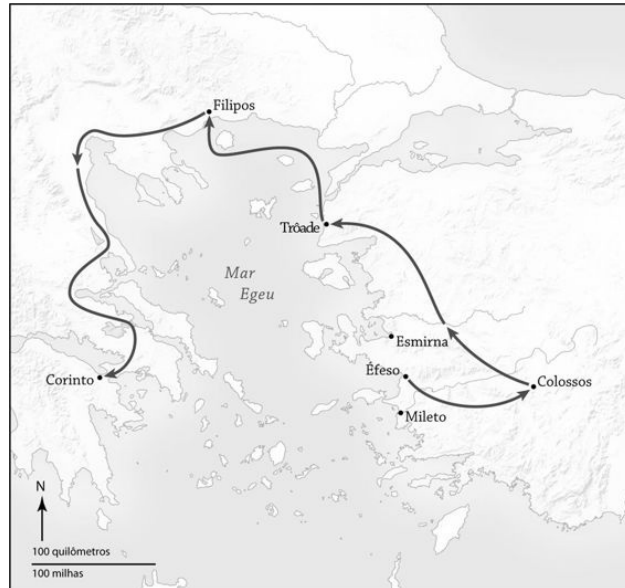 Filipos
Trôade
Mar
Egeu
Esmirna
Éfeso
Colossos
Corinto
Mileto
N
100 quilômetros
100 milhas